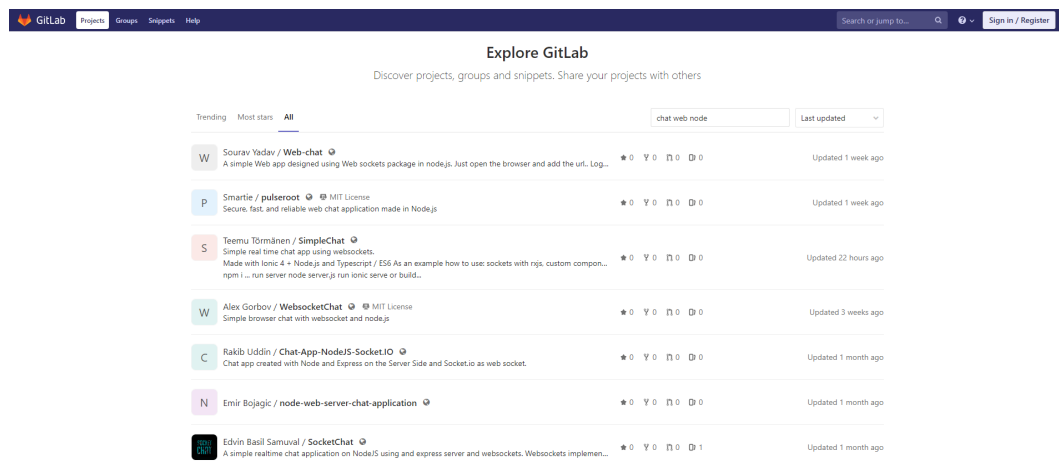 GitLab Projects Groups Snippets Help Search or jump to... Sign in / Register
Explore GitLab
Discover projects, groups and snippets. Share your projects with others
Trending Most stars All chat web node Last updated
W Sourav Yadav / Web-chat 0 0 0 0 Updated 1 week ago
A simple Web app designed using Web sockets package in node.js. Just open the browser and add the url.. Log...
P Smartie / pulseroot MIT License 0 0 0 0 Updated 1 week ago
Secure, fast, and reliable web chat application made in Node.js
S Teemu Törmänen / SimpleChat
Simple real time chat app using websockets.
Made with Ionic 4 + Node.js and Typescript / ES6 As an example how to use: sockets with rxjs, custom compon... 0 0 0 0 Updated 22 hours ago
npm i ... run server node server.js run ionic serve or build...
W Alex Gorbov / WebsocketChat MIT License 0 0 0 0 Updated 3 weeks ago
Simple browser chat with websocket and node.js
C Rakib Uddin / Chat-App-NodeJS-Socket.IO 0 0 0 0 Updated 1 month ago
Chat app created with Node and Express on the Server Side and Socket.io as web socket.
N Emir Bojagic / node-web-server-chat-application 0 0 0 0 Updated 1 month ago
Edvin Basil Samuval / SocketChat 0 0 0 1 Updated 1 month ago
A simple realtime chat application on NodeJS using and express server and websockets. Websockets implemen...